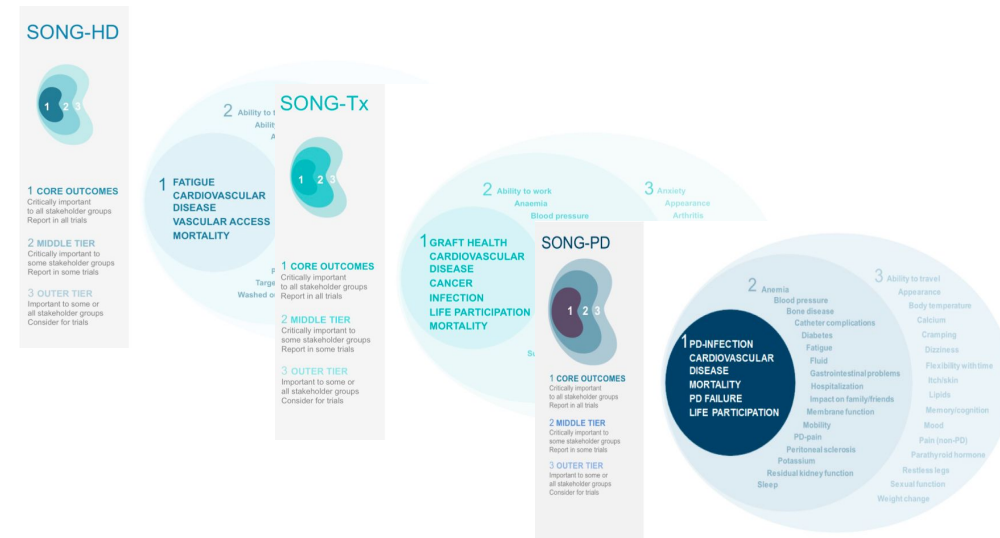 SONG-HD
1 2 3
1 CORE OUTCOMES
Critically important
to all stakeholder groups
Report in all trials
2 MIDDLE TIER
Critically important to
some stakeholder groups
Report in some trials
3 OUTER TIER
Important to some or
all stakeholder groups
Consider for trials
2 Ability to
1 FATIGUE
CARDIOVASCULAR
DISEASE
VASCULAR ACCESS
MORTALITY
Washed
SONG-Tx
1 2 3
1 CORE OUTCOMES
Critically important
to all stakeholder groups
Report in all trials
2 MIDDLE TIER
Critically important to
some stakeholder groups
Report in some trials
3 OUTER TIER
Important to some or
all stakeholder groups
Consider for trials
2 Ability to work
Anaemia
Blood pressure
3 Anxiety
Appearance
Arthritis
1 GRAFT HEALTH
CARDIOVASCULAR
DISEASE
CANCER
INFECTION
LIFE PARTICIPATION
MORTALITY
SONG-PD
1 2 3
1 CORE OUTCOMES
Critically important
to all stakeholder groups
Report in all trials
2 MIDDLE TIER
Critically important to
some stakeholder groups
Report in some trials
3 OUTER TIER
Important to some or
all stakeholder groups
Consider for trials
1 PD-INFECTION
CARDIOVASCULAR
DISEASE
MORTALITY
PD FAILURE
LIFE PARTICIPATION
2 Anemia
Blood pressure
Bone disease
Catheter complications
Diabetes
Fatigue
Fluid
Gastrointestinal problems
Hospitalization
Impact on family/friends
Membrane function
Mobility
PD-pain
Peritoneal sclerosis
Potassium
Residual kidney function
Sleep
3 Ability to travel
Appearance
Body temperature
Calcium
Cramping
Dizziness
Flexibility with time
Itch/skin
Lipids
Memory/cognition
Mood
Pain (non-PD)
Parathyroid hormone
Restless legs
Sexual function
Weight change